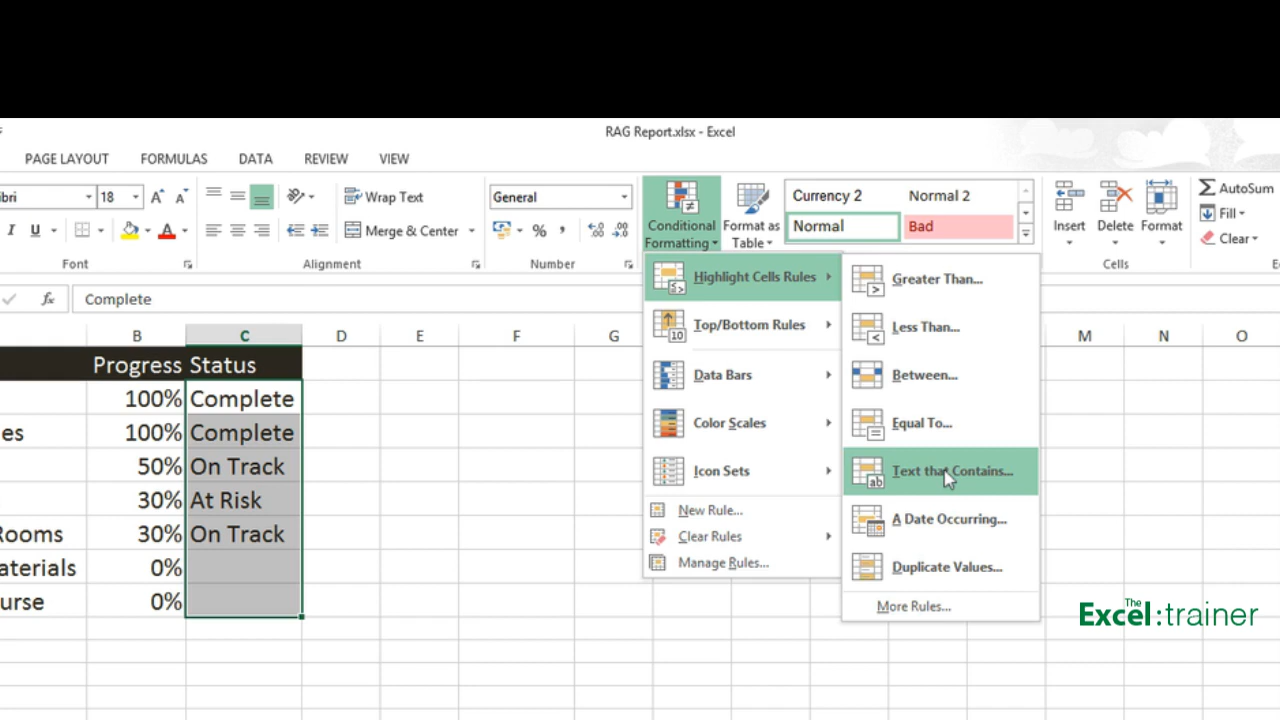 RAG Report.xlsx - Excel
PAGE LAYOUT FORMULAS DATA REVIEW VIEW
18 A A
Wrap Text
General
Conditional Formatting
Format as Table
Currency 2
Normal 2
Normal
Bad
Insert
Delete
Format
AutoSum
Fill
Clear
I U A
Merge & Center
%
Font
Alignment
Number
Cells
fx Complete
Highlight Cells Rules
Top/Bottom Rules
Data Bars
Color Scales
Icon Sets
New Rule...
Clear Rules
Manage Rules...
Greater Than...
Less Than...
Between...
Equal To...
Text that Contains...
A Date Occurring...
Duplicate Values...
More Rules...
B C D E F G M N O
Progress Status
100% Complete
es 100% Complete
50% On Track
30% At Risk
Rooms 30% On Track
aterials 0%
urse 0%
The
Excel:trainer